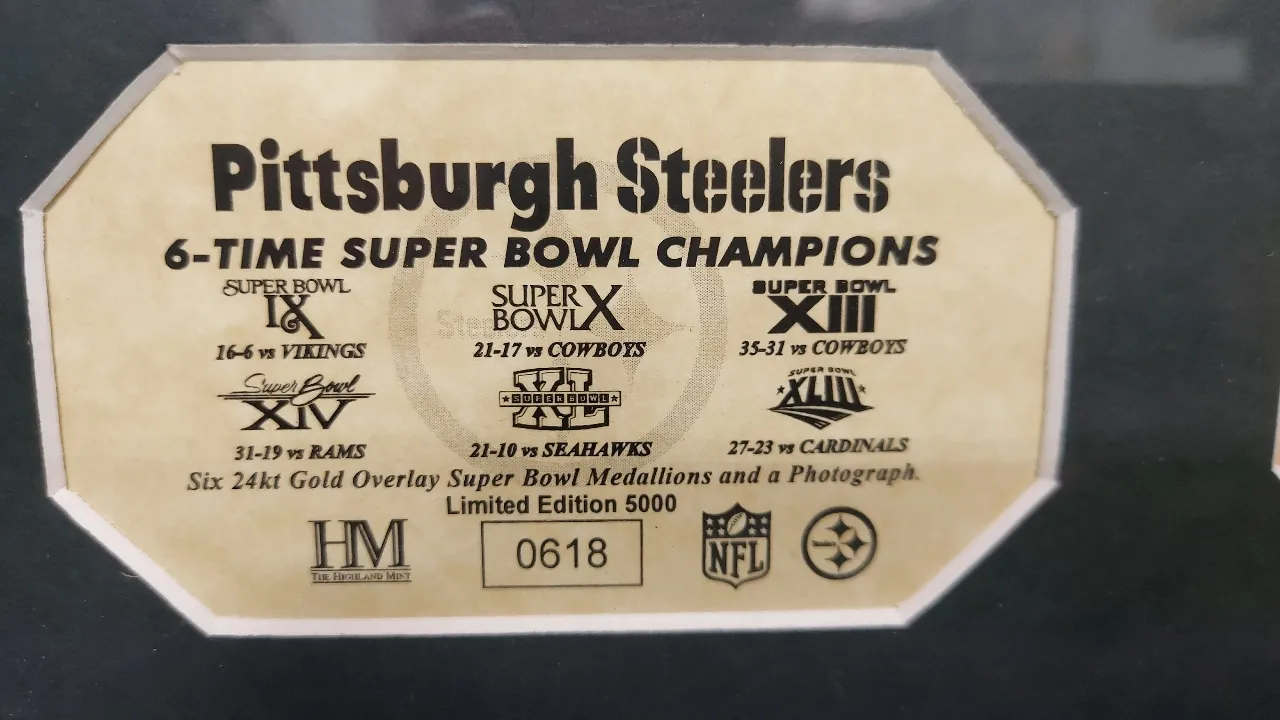 Pittsburgh Steelers
6-TIME SUPER BOWL CHAMPIONS
SUPER BOWL IX
16-6 vs VIKINGS
SUPER BOWL X
21-17 vs COWBOYS
SUPER BOWL XIII
35-31 vs COWBOYS
Super Bowl XIV
31-19 vs RAMS
SUPER BOWL XL
21-10 vs SEAHAWKS
SUPER BOWL XLIII
27-23 vs CARDINALS
Six 24kt Gold Overlay Super Bowl Medallions and a Photograph.
Limited Edition 5000
HM
THE HIGHLAND MINT
0618
NFL
Steelers